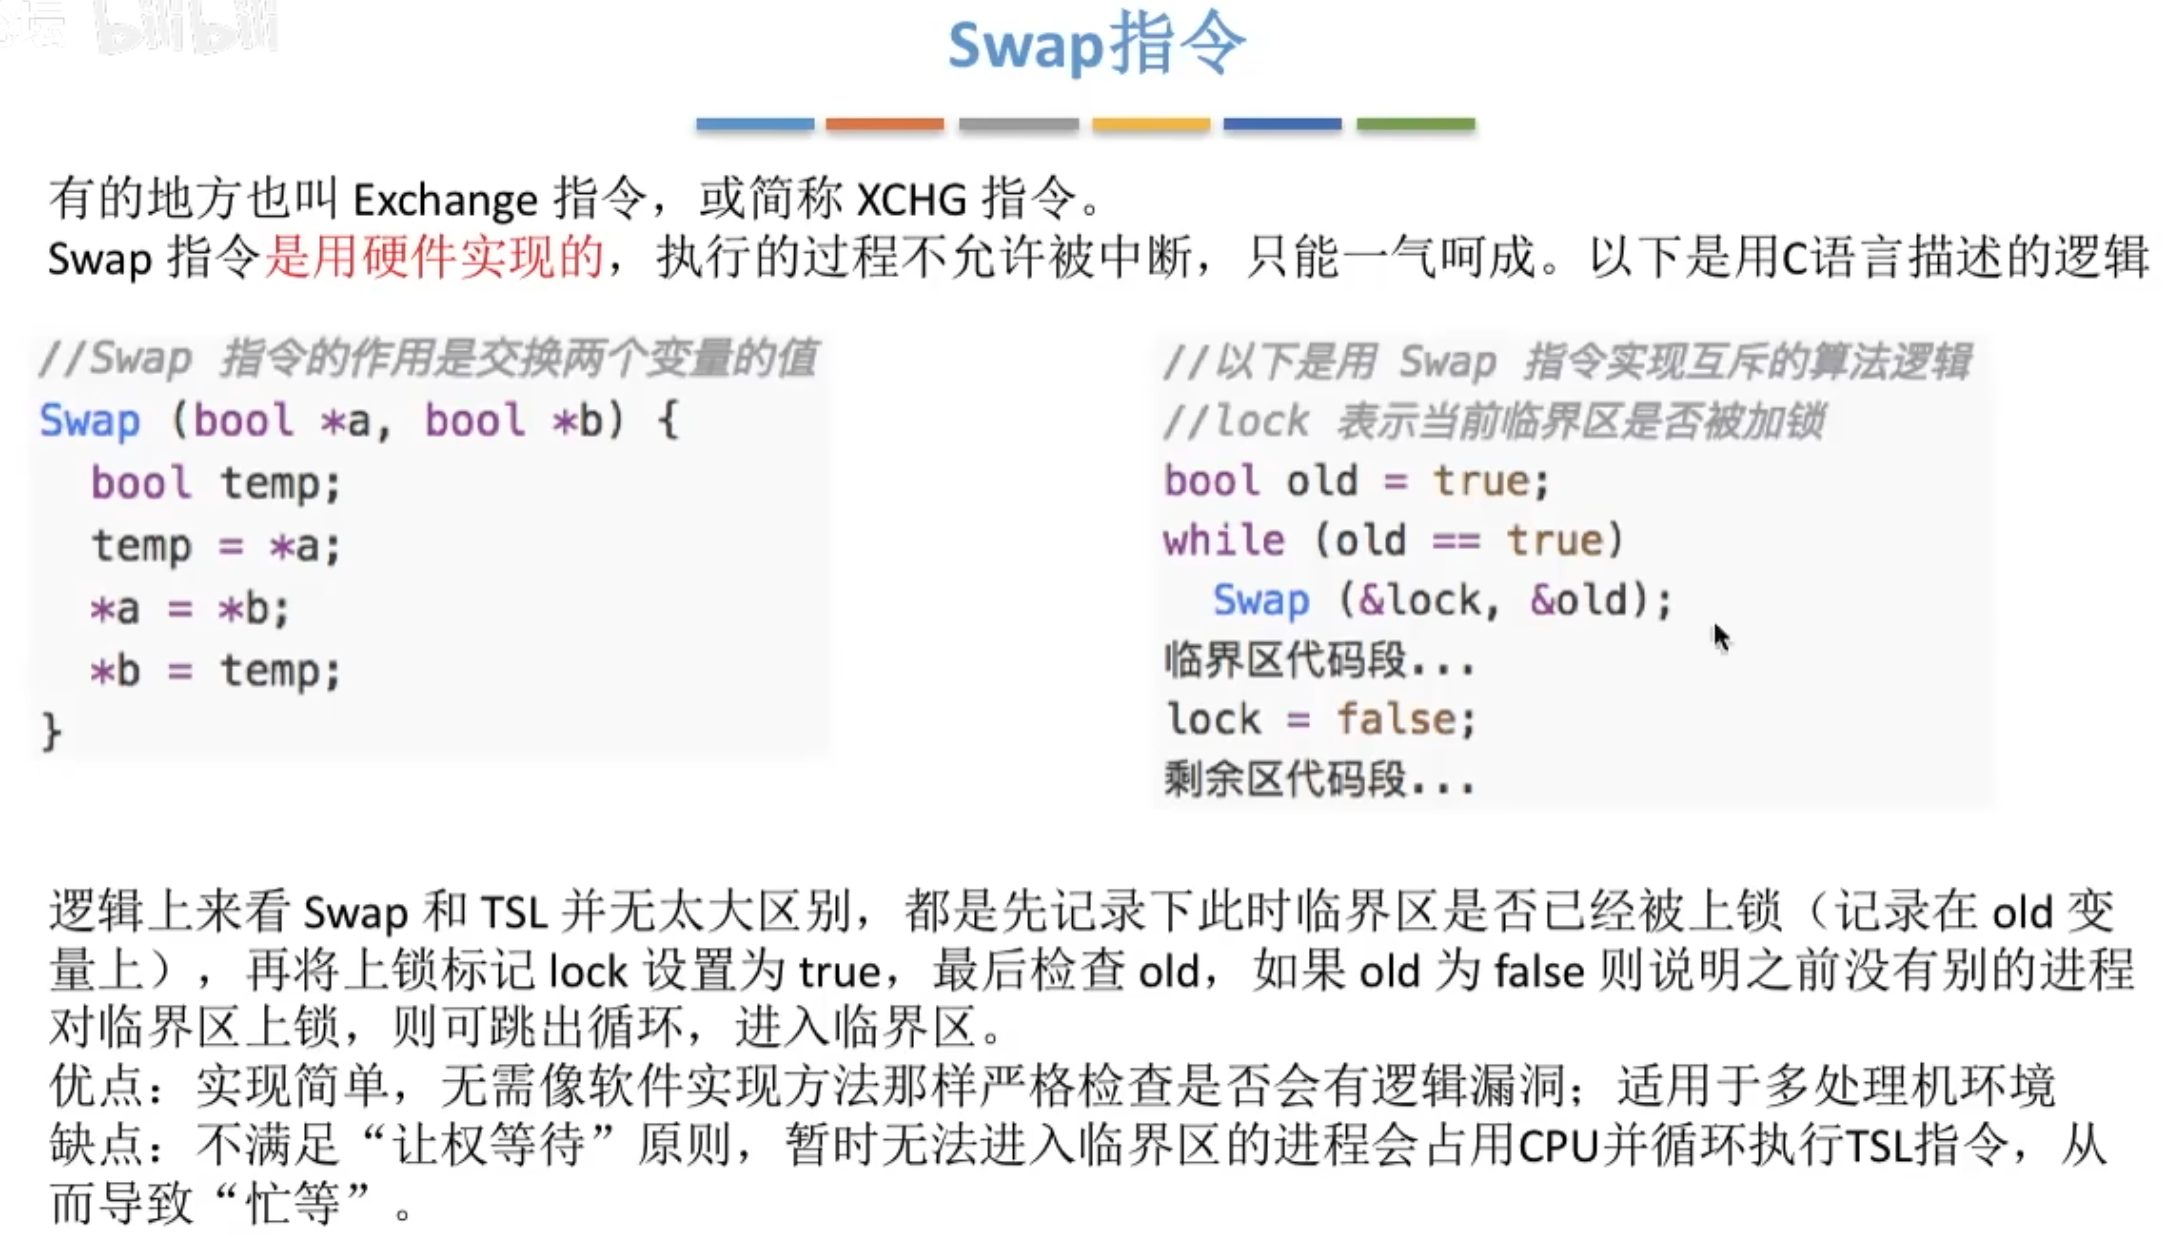 坛 bilibili
Swap指令
有的地方也叫 Exchange 指令，或简称 XCHG 指令。
Swap 指令是用硬件实现的，执行的过程不允许被中断，只能一气呵成。以下是用C语言描述的逻辑
//Swap 指令的作用是交换两个变量的值
Swap (bool *a, bool *b) {
  bool temp;
  temp = *a;
  *a = *b;
  *b = temp;
}
//以下是用 Swap 指令实现互斥的算法逻辑
//lock 表示当前临界区是否被加锁
bool old = true;
while (old == true)
  Swap (&lock, &old);
临界区代码段...
lock = false;
剩余区代码段...
逻辑上来看 Swap 和 TSL 并无太大区别，都是先记录下此时临界区是否已经被上锁（记录在 old 变
量上），再将上锁标记 lock 设置为 true，最后检查 old，如果 old 为 false 则说明之前没有别的进程
对临界区上锁，则可跳出循环，进入临界区。
优点：实现简单，无需像软件实现方法那样严格检查是否会有逻辑漏洞；适用于多处理机环境
缺点：不满足“让权等待”原则，暂时无法进入临界区的进程会占用CPU并循环执行TSL指令，从
而导致“忙等”。